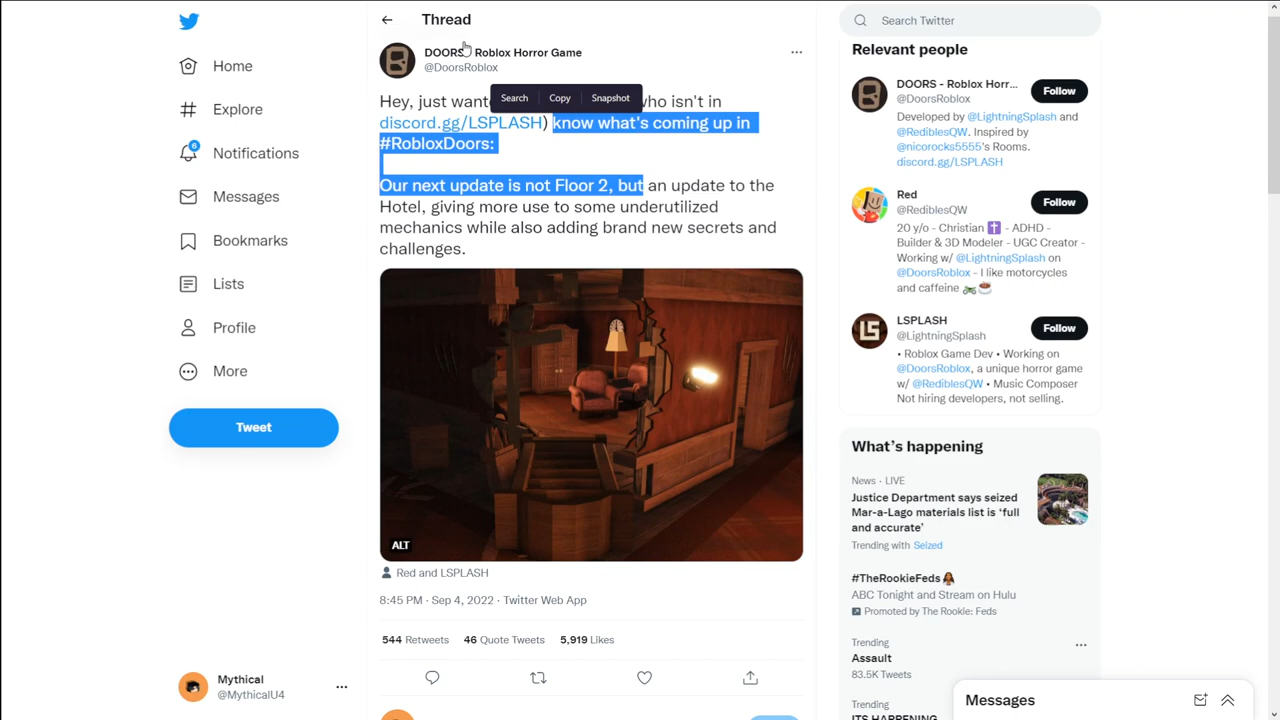 Thread
Search Twitter
Home
Explore
6
Notifications
Messages
Bookmarks
Lists
Profile
More
Tweet
Mythical
@MythicalU4
DOORS - Roblox Horror Game
@DoorsRoblox
Search Copy Snapshot
Hey, just who isn't in
discord.gg/LSPLASH) know what's coming up in
#RobloxDoors:
Our next update is not Floor 2, but an update to the
Hotel, giving more use to some underutilized
mechanics while also adding brand new secrets and
challenges.
ALT
Red and LSPLASH
8:45 PM · Sep 4, 2022 · Twitter Web App
544 Retweets 46 Quote Tweets 5,919 Likes
Relevant people
DOORS - Roblox Horr...
@DoorsRoblox
Follow
Developed by @LightningSplash and
@RediblesQW. Inspired by
@nicorocks5555's Rooms.
discord.gg/LSPLASH
Red
@RediblesQW
Follow
20 y/o - Christian ✝️ - ADHD -
Builder & 3D Modeler - UGC Creator -
Working w/ @LightningSplash on
@DoorsRoblox - I like motorcycles
and caffeine 🏍️☕
LSPLASH
@LightningSplash
Follow
• Roblox Game Dev • Working on
@DoorsRoblox, a unique horror game
w/ @RediblesQW • Music Composer
Not hiring developers, not selling.
What's happening
News · LIVE
Justice Department says seized
Mar-a-Lago materials list is 'full
and accurate'
Trending with Seized
#TheRookieFeds
ABC Tonight and Stream on Hulu
Promoted by The Rookie: Feds
Trending
Assault
83.5K Tweets
Trending
ITS HAPPENING
Messages